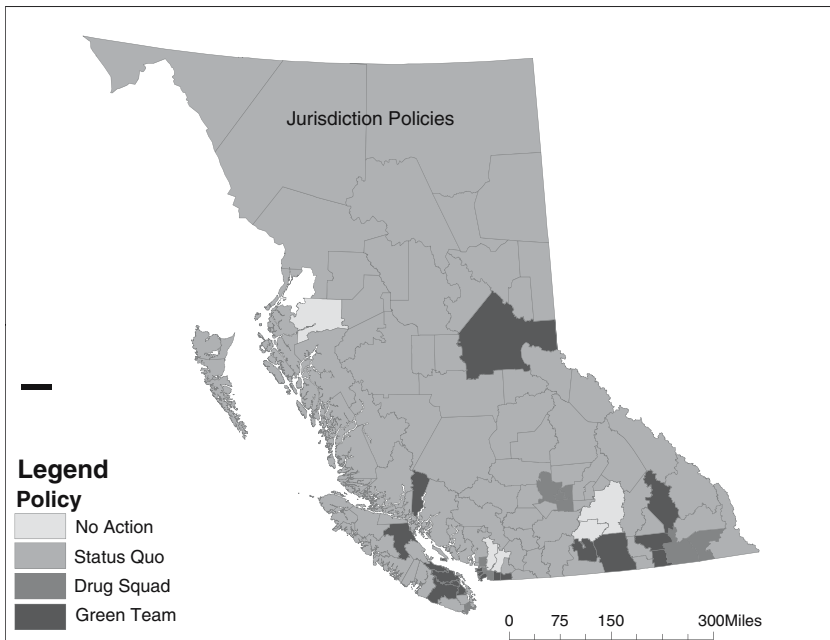 Jurisdiction Policies
Legend
Policy
No Action
Status Quo
Drug Squad
Green Team
0 75 150 300Miles